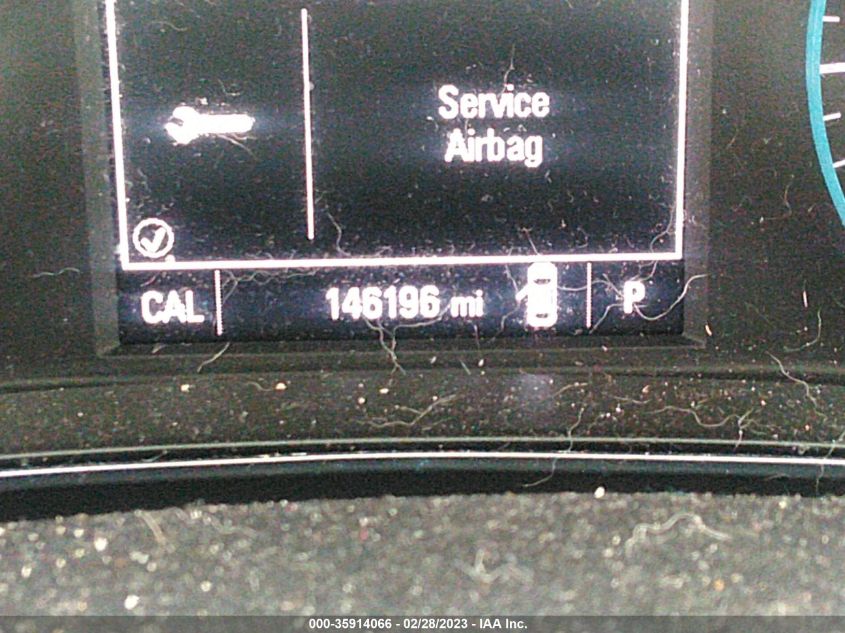 Service
Airbag
CAL 146196 mi P
000-35914066 - 02/28/2023 - IAA Inc.